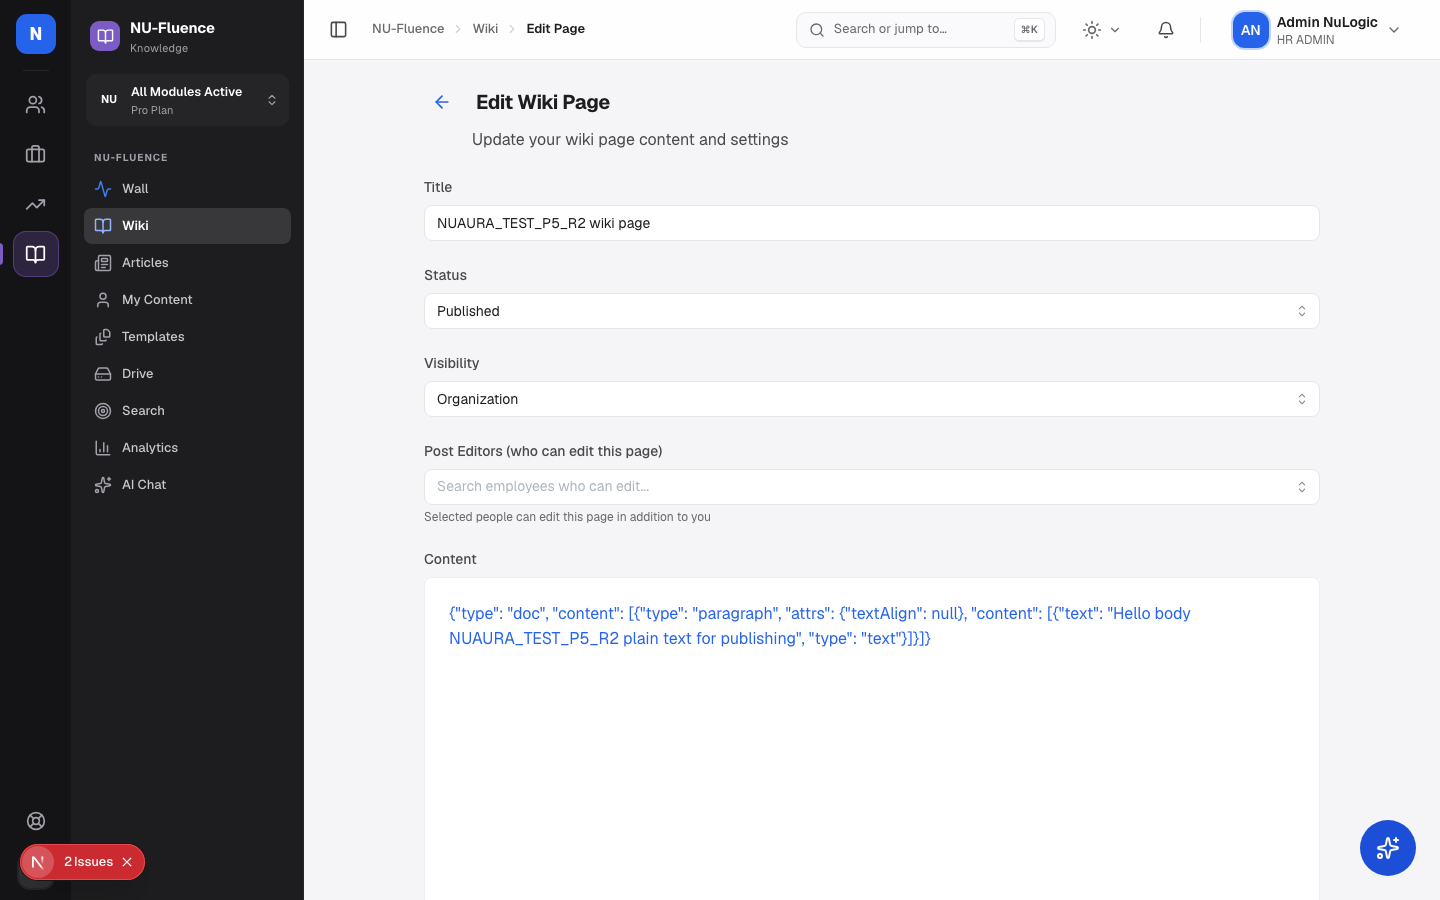 N
NU-Fluence
Knowledge
NU
All Modules Active
Pro Plan
NU-FLUENCE
Wall
Wiki
Articles
My Content
Templates
Drive
Search
Analytics
AI Chat
N
2 Issues
NU-Fluence
Wiki
Edit Page
Search or jump to...
⌘K
AN
Admin NuLogic
HR ADMIN
Edit Wiki Page
Update your wiki page content and settings
Title
NUAURA_TEST_P5_R2 wiki page
Status
Published
Visibility
Organization
Post Editors (who can edit this page)
Search employees who can edit...
Selected people can edit this page in addition to you
Content
{"type": "doc", "content": [{"type": "paragraph", "attrs": {"textAlign": null}, "content": [{"text": "Hello body
NUAURA_TEST_P5_R2 plain text for publishing", "type": "text"}]}]}